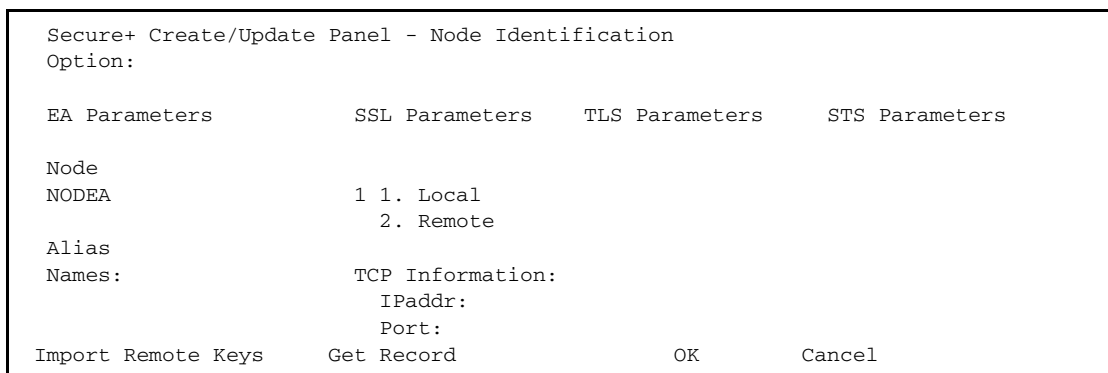 Secure+ Create/Update Panel - Node Identification
Option:
EA Parameters SSL Parameters TLS Parameters STS Parameters
Node
NODEA 1 1. Local
2. Remote
Alias
Names: TCP Information:
IPaddr:
Port:
Import Remote Keys Get Record OK Cancel